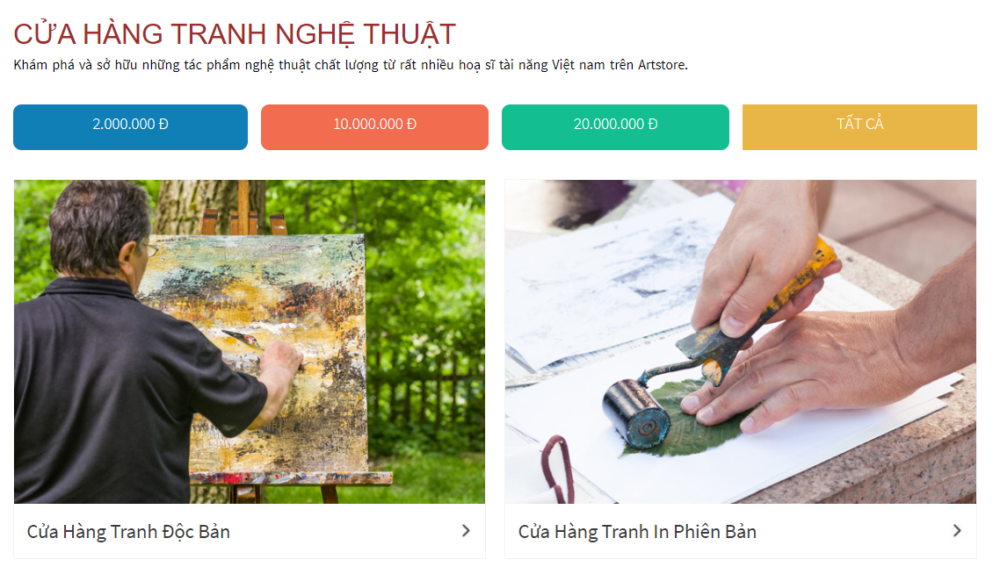 CỬA HÀNG TRANH NGHỆ THUẬT
Khám phá và sở hữu những tác phẩm nghệ thuật chất lượng từ rất nhiều hoạ sĩ tài năng Việt nam trên Artstore.
2.000.000 Đ
10.000.000 Đ
20.000.000 Đ
TẤT CẢ
Cửa Hàng Tranh Độc Bản
Cửa Hàng Tranh In Phiên Bản